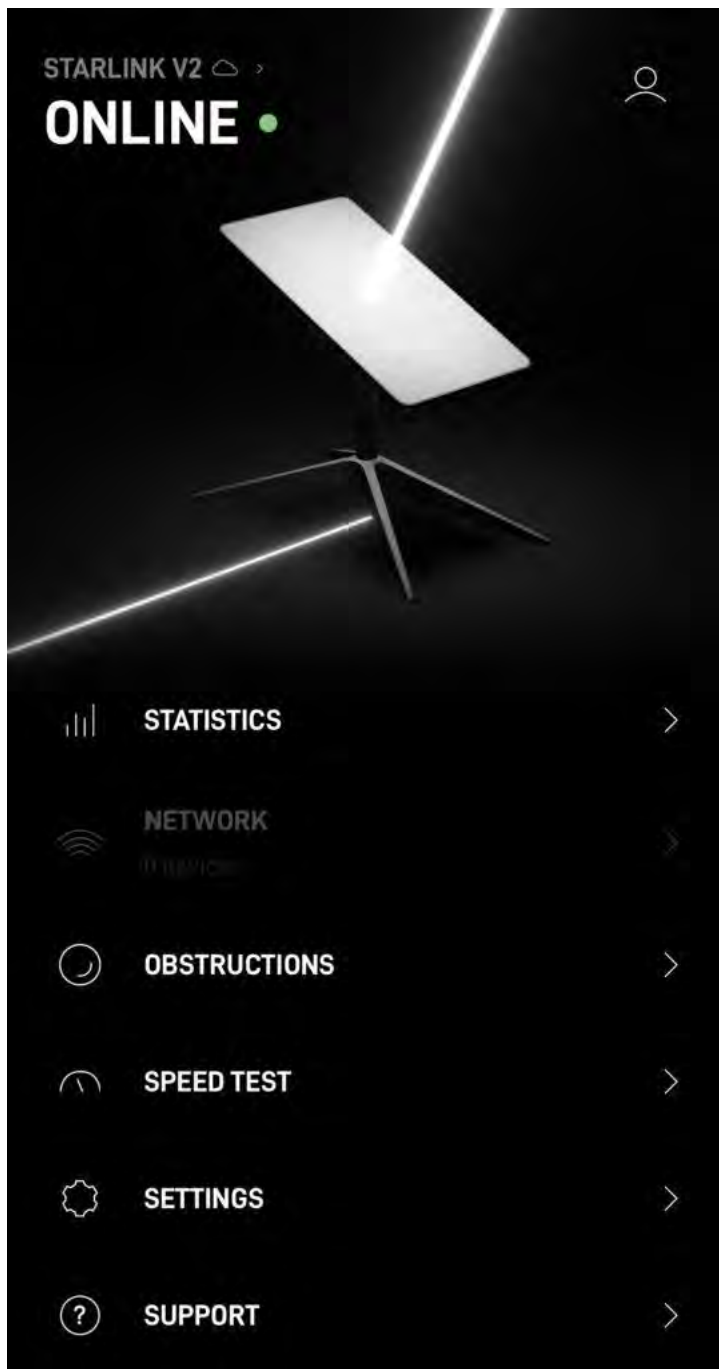 STARLINK V2
ONLINE
STATISTICS
NETWORK
OBSTRUCTIONS
SPEED TEST
SETTINGS
?
SUPPORT